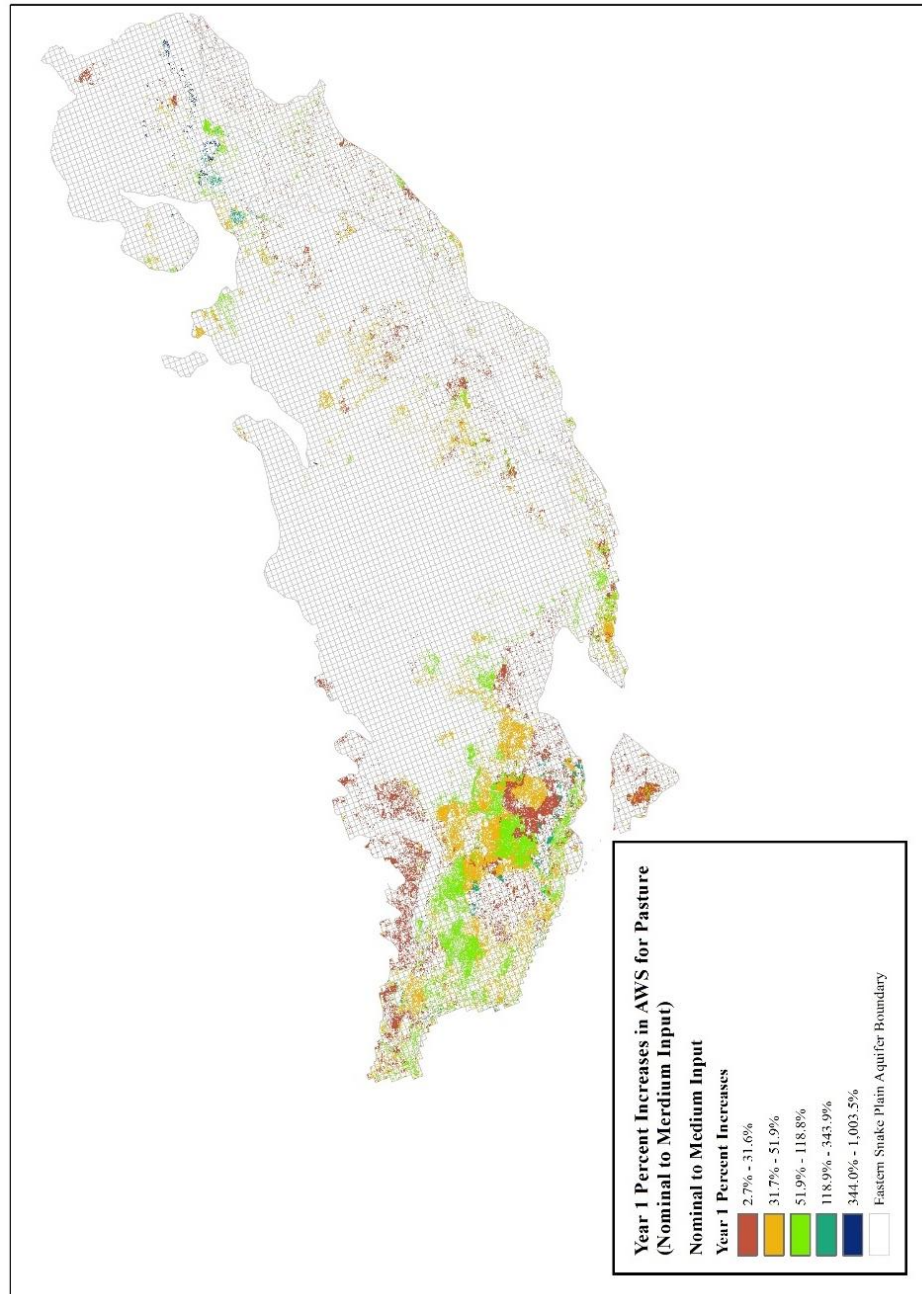 Year 1 Percent Increases in AWS for Pasture
(Nominal to Merdium Input)
Nominal to Medium Input
Year 1 Percent Increases
2.7% - 31.6%
31.7% - 51.9%
51.9% - 118.8%
118.9% - 343.9%
344.0% - 1,003.5%
Eastern Snake Plain Aquifer Boundary